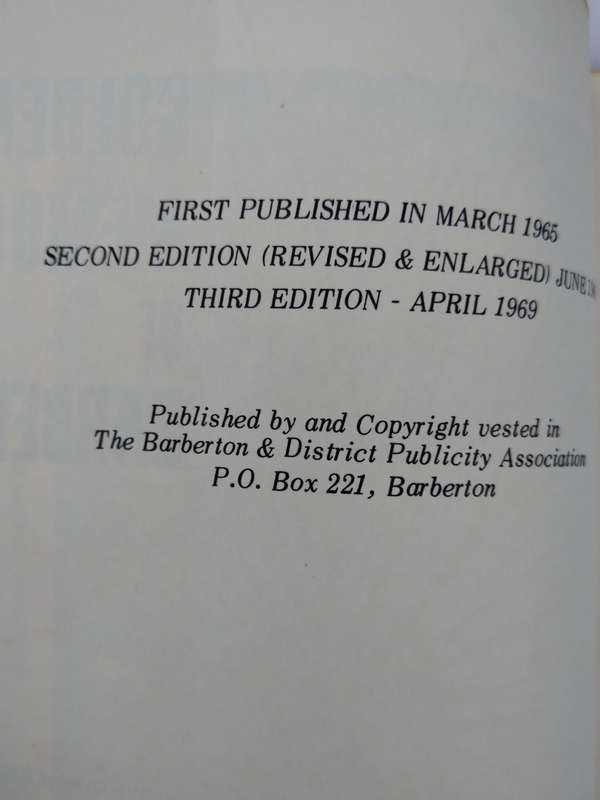 FIRST PUBLISHED IN MARCH 1965
SECOND EDITION (REVISED & ENLARGED) JUNE
THIRD EDITION - APRIL 1969
Published by and Copyright vested in
The Barberton & District Publicity Association
P.O. Box 221, Barberton